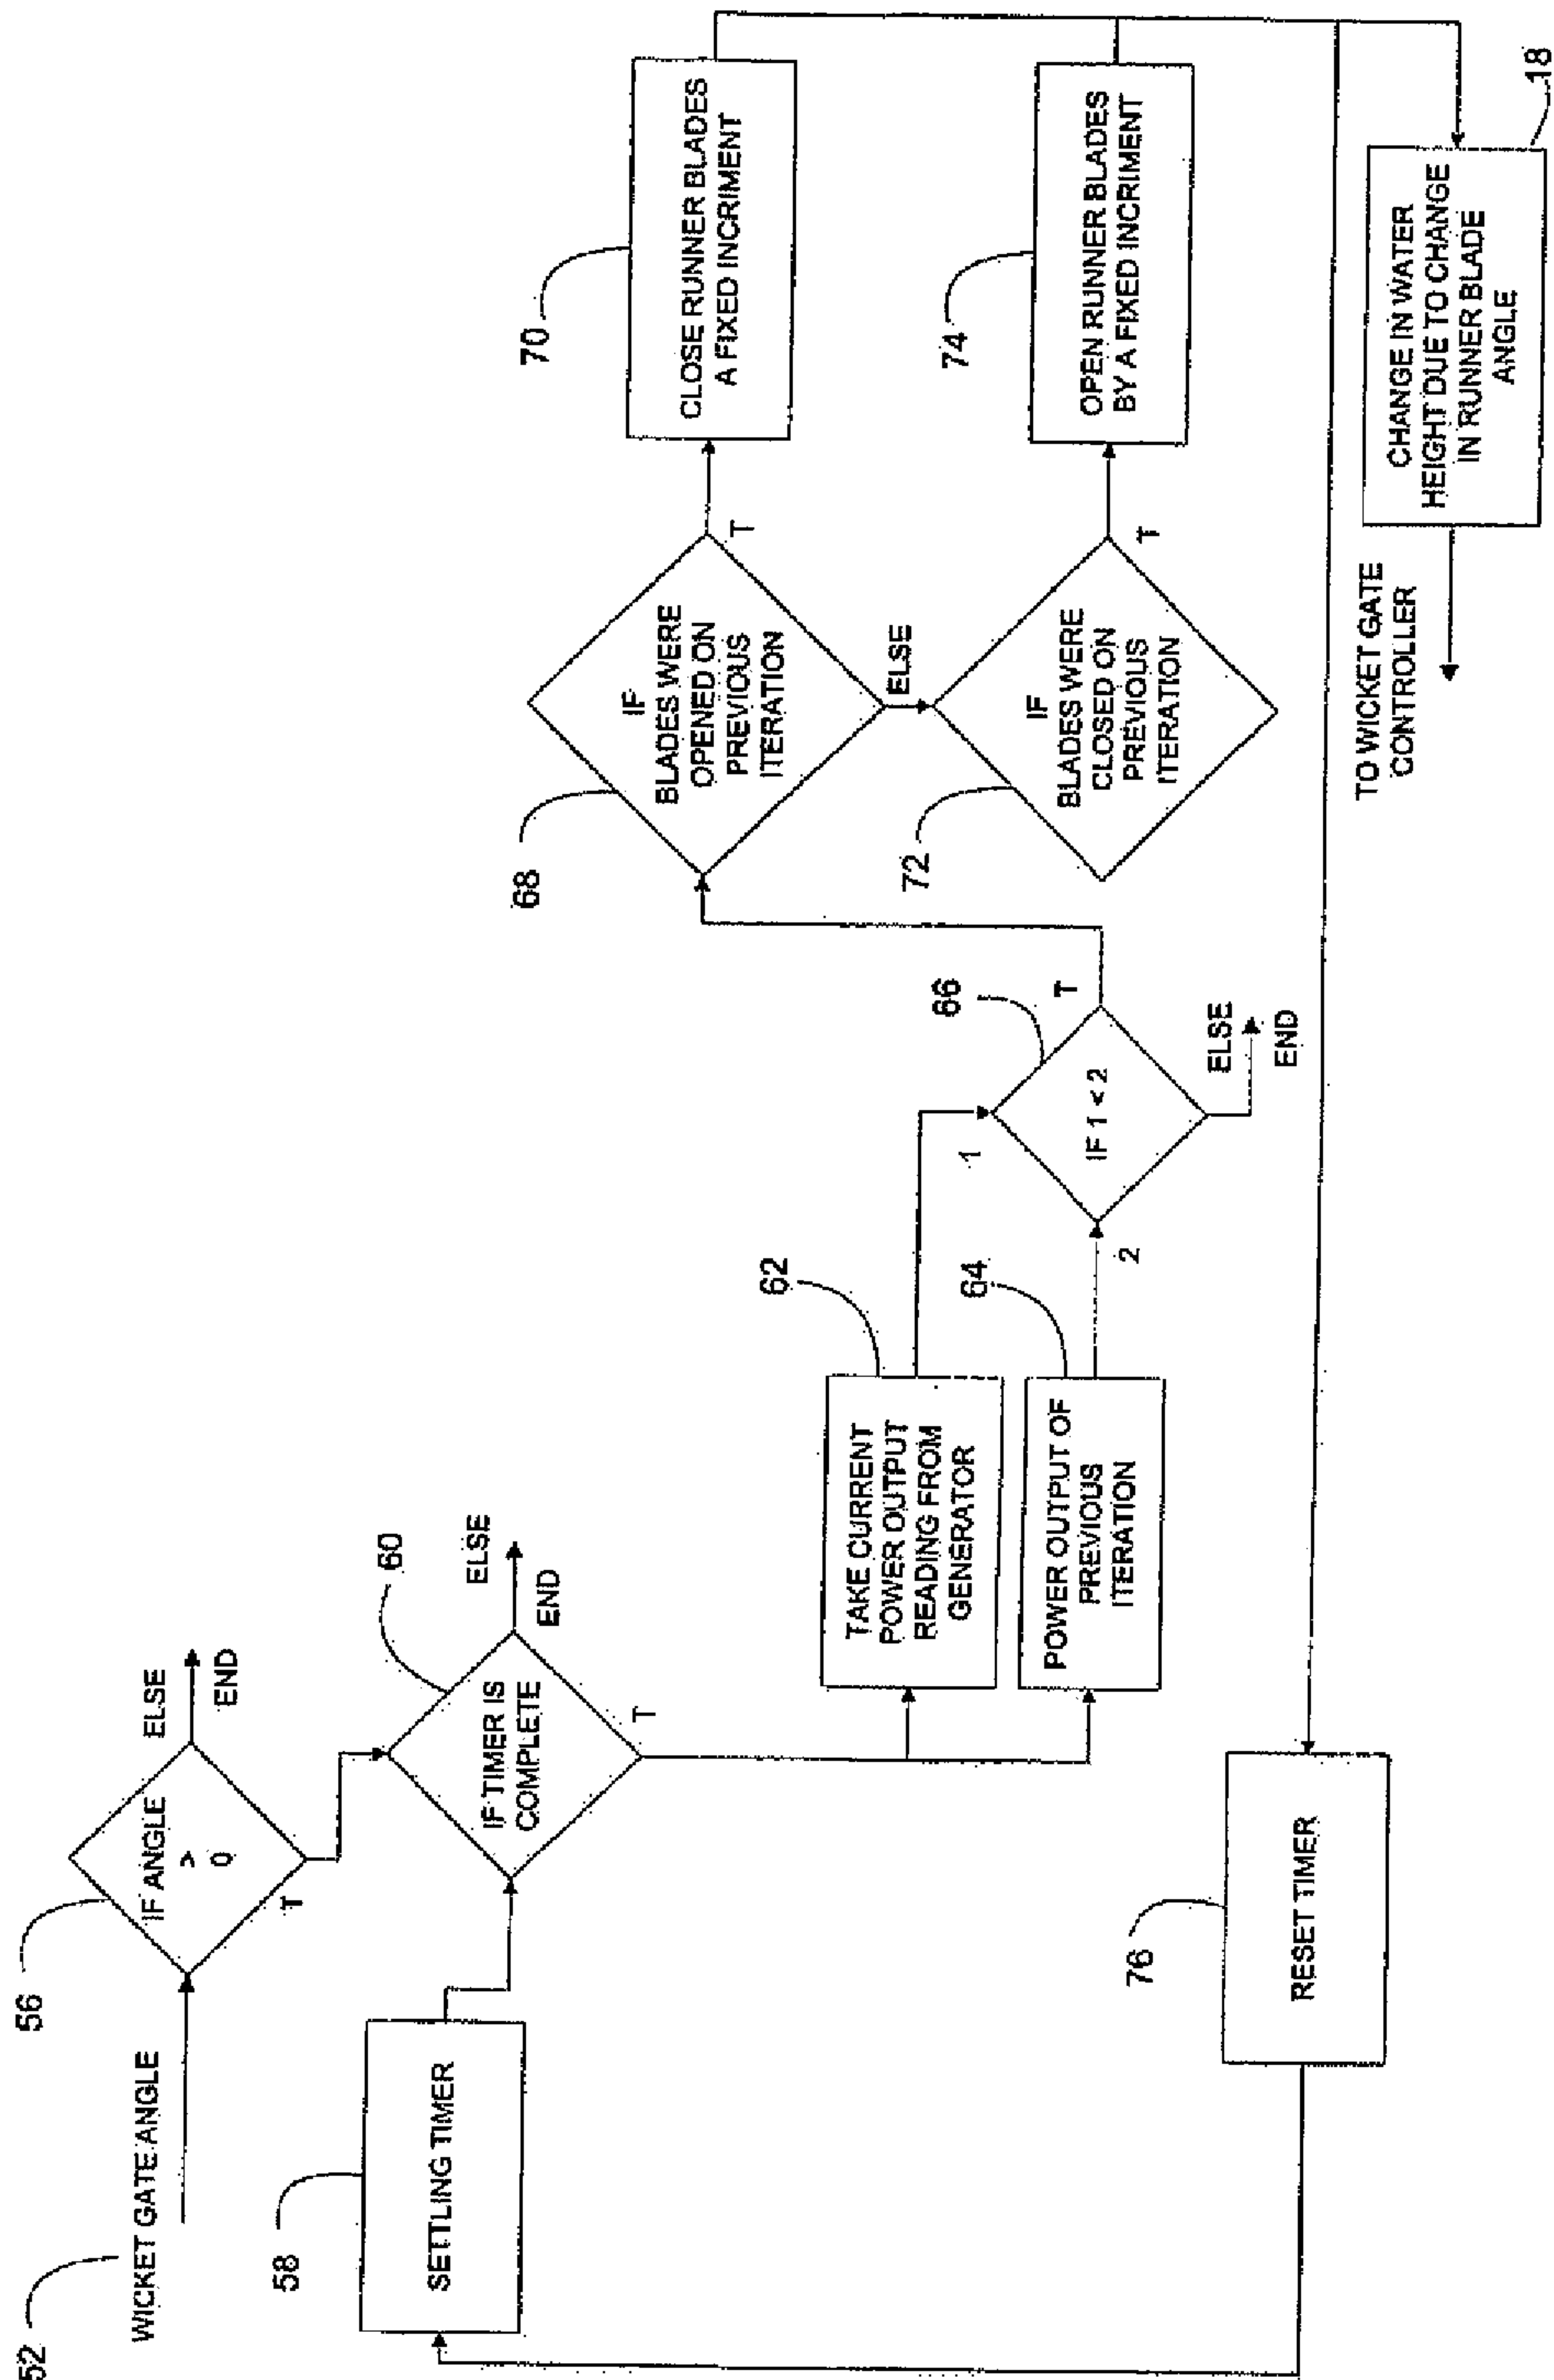 52
WICKET GATE ANGLE
56
IF ANGLE
>
0
T
ELSE
END
58
SETTLING TIMER
60
IF TIMER IS
COMPLETE
ELSE
END
T
62
TAKE CURRENT
POWER OUTPUT
READING FROM
GENERATOR
64
POWER OUTPUT OF
PREVIOUS
ITERATION
1
2
66
IF 1 < 2
T
ELSE
END
68
IF
BLADES WERE
OPENED ON
PREVIOUS
ITERATION
T
ELSE
70
CLOSE RUNNER BLADES
A FIXED INCRIMENT
72
IF
BLADES WERE
CLOSED ON
PREVIOUS
ITERATION
T
74
OPEN RUNNER BLADES
BY A FIXED INCRIMENT
76
RESET TIMER
TO WICKET GATE
CONTROLLER
CHANGE IN WATER
HEIGHT DUE TO CHANGE
IN RUNNER BLADE
ANGLE
18